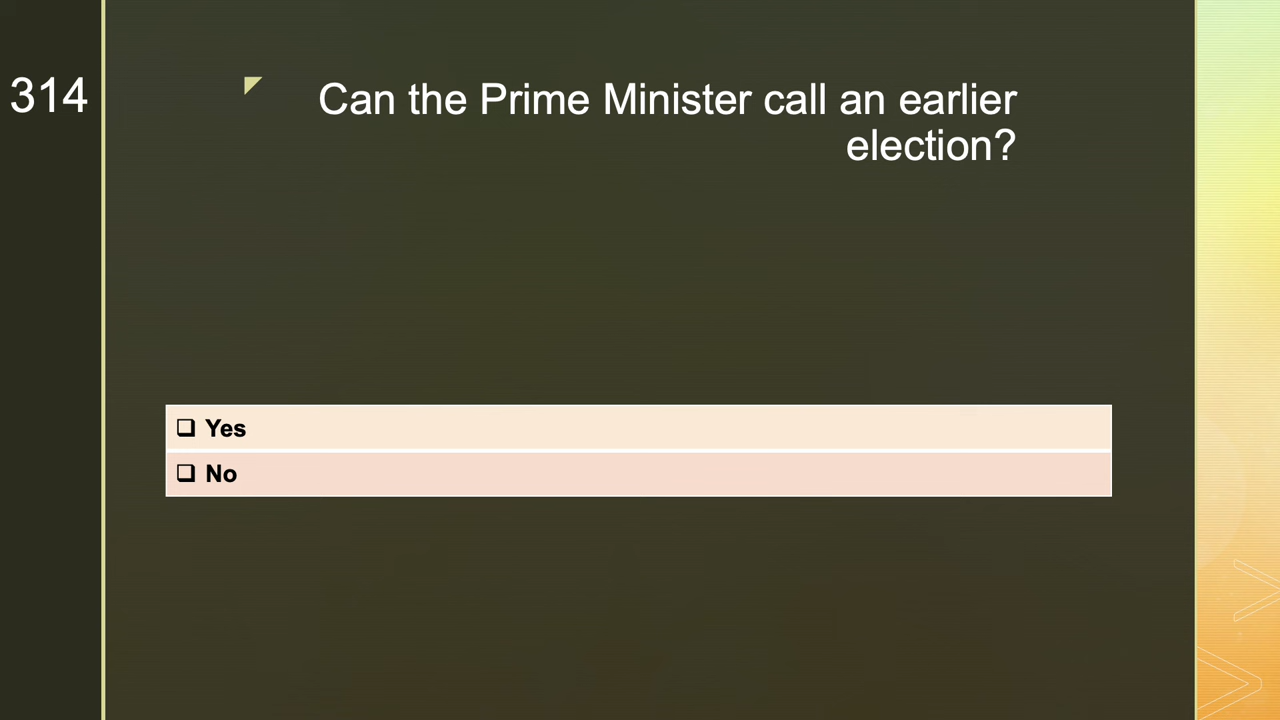 314
Can the Prime Minister call an earlier
election?
❑ Yes
❑ No